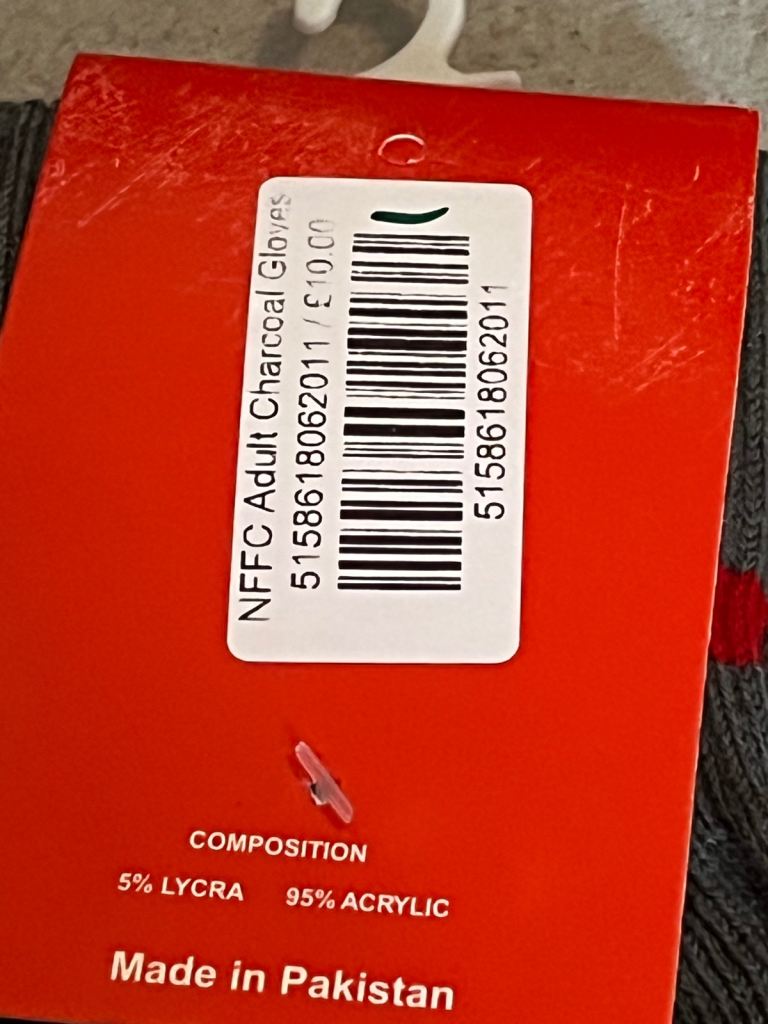 NFFC Adult Charcoal Gloves
5158618062011 / £10.00
5158618062011
COMPOSITION
5% LYCRA 95% ACRYLIC
Made in Pakistan